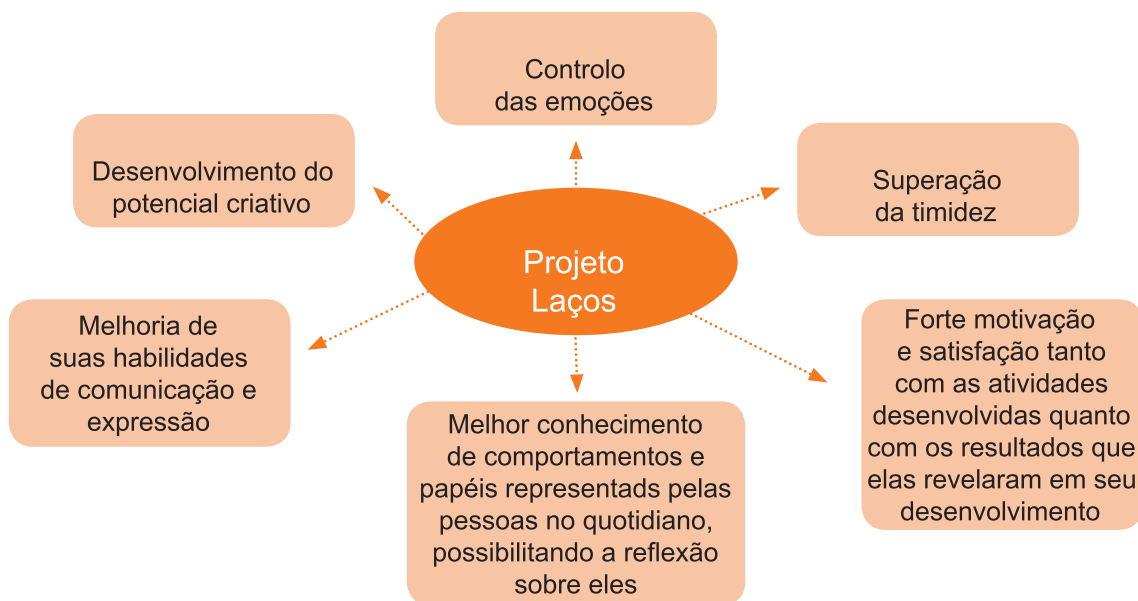 Controlo
das emoções
Desenvolvimento do
potencial criativo
Superação
da timidez
Projeto
Laços
Melhoria de
suas habilidades
de comunicação e
expressão
Forte motivação
e satisfação tanto
com as atividades
desenvolvidas quanto
com os resultados que
elas revelaram em seu
desenvolvimento
Melhor conhecimento
de comportamentos e
papéis representads pelas
pessoas no quotidiano,
possibilitando a reflexão
sobre eles